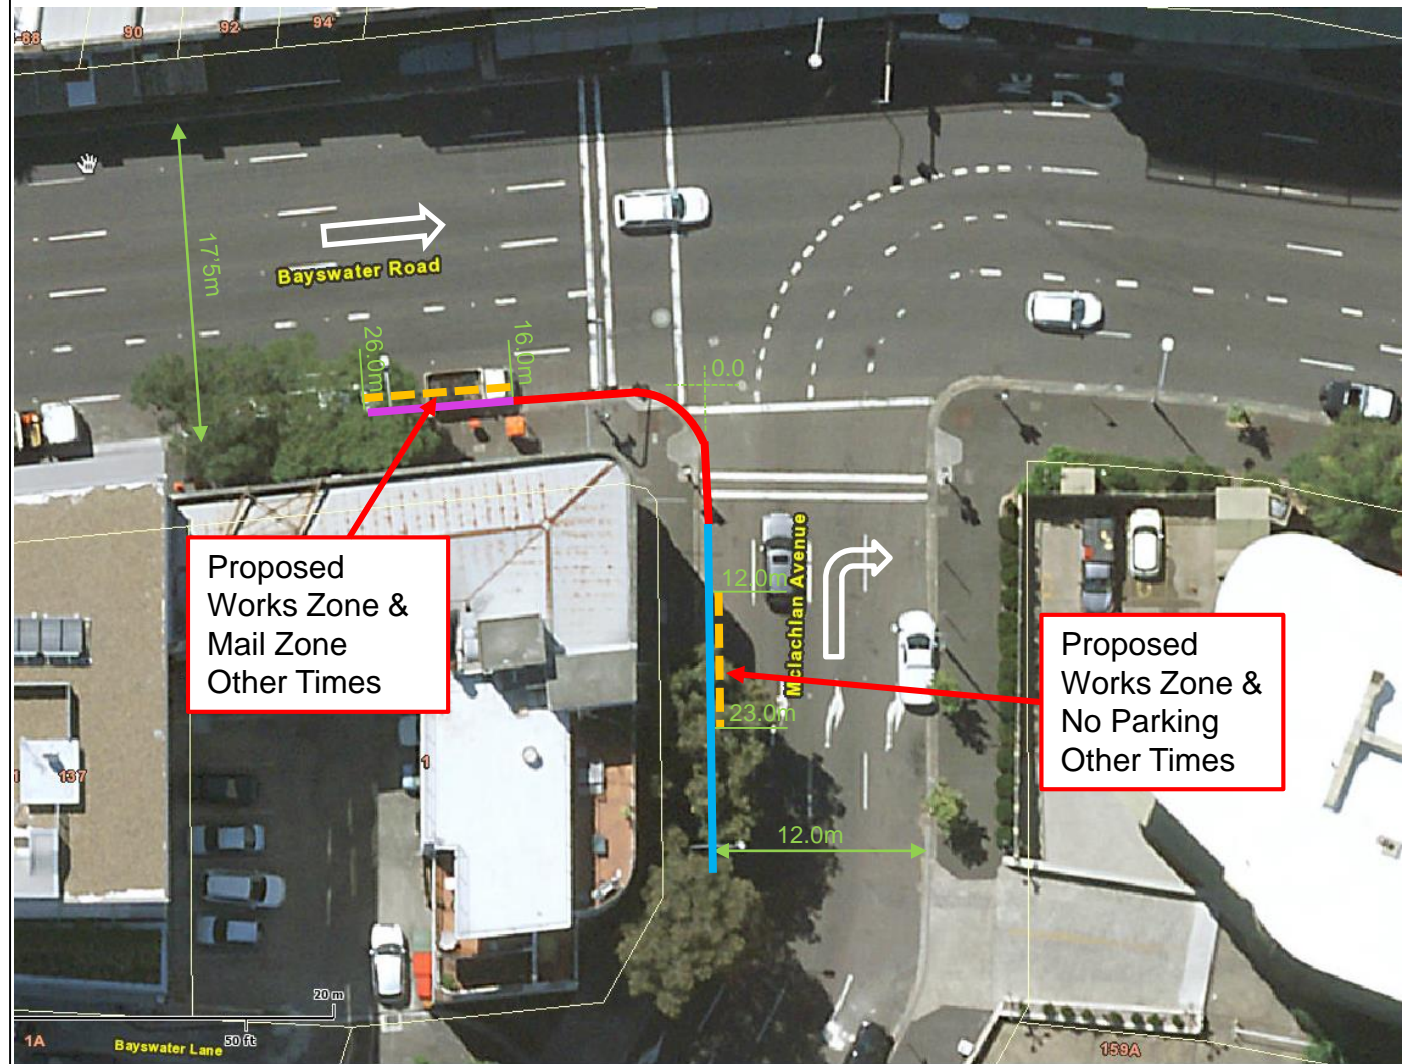 -88
90
92
94
17'5m
Bayswater Road
26.0m
16.0m
0.0
Proposed
Works Zone &
Mail Zone
Other Times
12.0m
Mclachlan Avenue
23.0m
Proposed
Works Zone &
No Parking
Other Times
137
1
12.0m
20 m
50 ft
1A
Bayswater Lane
159A